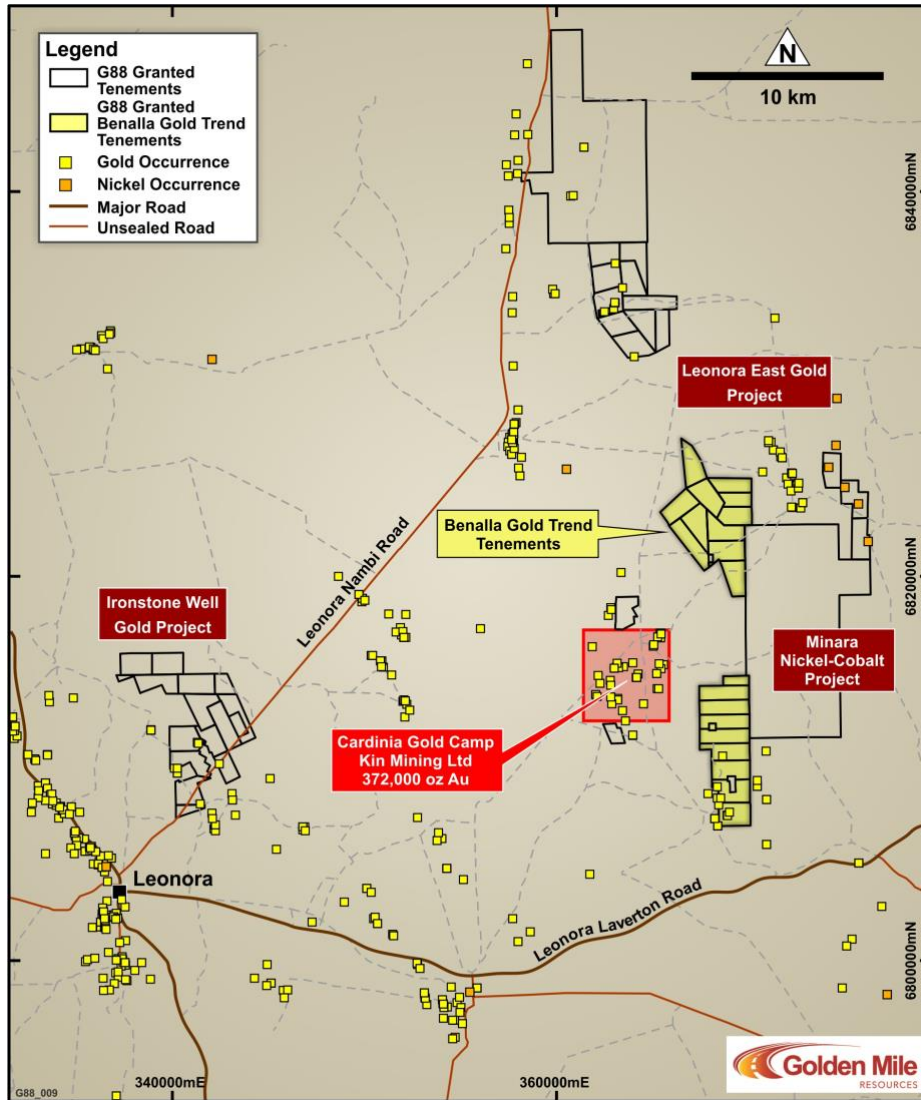 Legend
G88 Granted
Tenements
G88 Granted
Benalla Gold Trend
Tenements
Gold Occurrence
Nickel Occurrence
Major Road
Unsealed Road
N
10 km
6840000mN
Leonora East Gold
Project
Benalla Gold Trend
Tenements
Leonora Nambi Road
6820000mN
Ironstone Well
Gold Project
Minara
Nickel-Cobalt
Project
Cardinia Gold Camp
Kin Mining Ltd
372,000 oz Au
Leonora
Leonora Laverton Road
6800000mN
340000mE
360000mE
G88_009
Golden Mile
RESOURCES